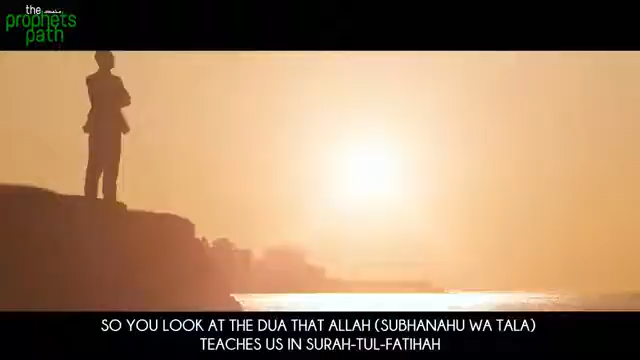 the
prophets
path
SO YOU LOOK AT THE DUA THAT ALLAH (SUBHANAHU WA TALA)
TEACHES US IN SURAH-TUL-FATIHAH